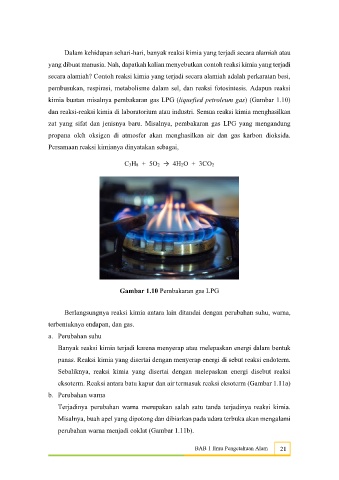 Dalam kehidupan sehari-hari, banyak reaksi kimia yang terjadi secara alamiah atau
yang dibuat manusia. Nah, dapatkah kalian menyebutkan contoh reaksi kimia yang terjadi
secara alamiah? Contoh reaksi kimia yang terjadi secara alamiah adalah perkaratan besi,
pembusukan, respirasi, metabolisme dalam sel, dan reaksi fotosintesis. Adapun reaksi
kimia buatan misalnya pembakaran gas LPG (liquefied petroleum gas) (Gambar 1.10)
dan reaksi-reaksi kimia di laboratorium atau industri. Semua reaksi kimia menghasilkan
zat yang sifat dan jenisnya baru. Misalnya, pembakaran gas LPG yang mengandung
propana oleh oksigen di atmosfer akan menghasilkan air dan gas karbon dioksida.
Persamaan reaksi kimianya dinyatakan sebagai,
C₃H₈ + 5O₂ → 4H₂O + 3CO₂
Gambar 1.10 Pembakaran gas LPG
Berlangsungnya reaksi kimia antara lain ditandai dengan perubahan suhu, warna,
terbentuknya endapan, dan gas.
a. Perubahan suhu
Banyak reaksi kimia terjadi karena menyerap atau melepaskan energi dalam bentuk
panas. Reaksi kimia yang disertai dengan menyerap energi di sebut reaksi endoterm.
Sebaliknya, reaksi kimia yang disertai dengan melepaskan energi disebut reaksi
eksoterm. Reaksi antara batu kapur dan air termasuk reaksi eksoterm (Gambar 1.11a)
b. Perubahan warna
Terjadinya perubahan warna merupakan salah satu tanda terjadinya reaksi kimia.
Misalnya, buah apel yang dipotong dan dibiarkan pada udara terbuka akan mengalami
perubahan warna menjadi coklat (Gambar 1.11b).
BAB 1 Ilmu Pengetahuan Alam 21